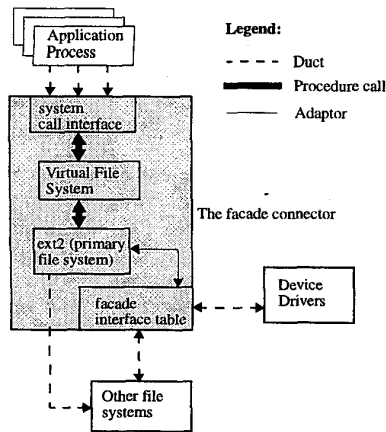 Application
Process
Legend:
Duct
Procedure call
Adaptor
system
call interface
Virtual File
System
The facade connector
ext2 (primary
file system)
facade
interface table
Device
Drivers
Other file
systems